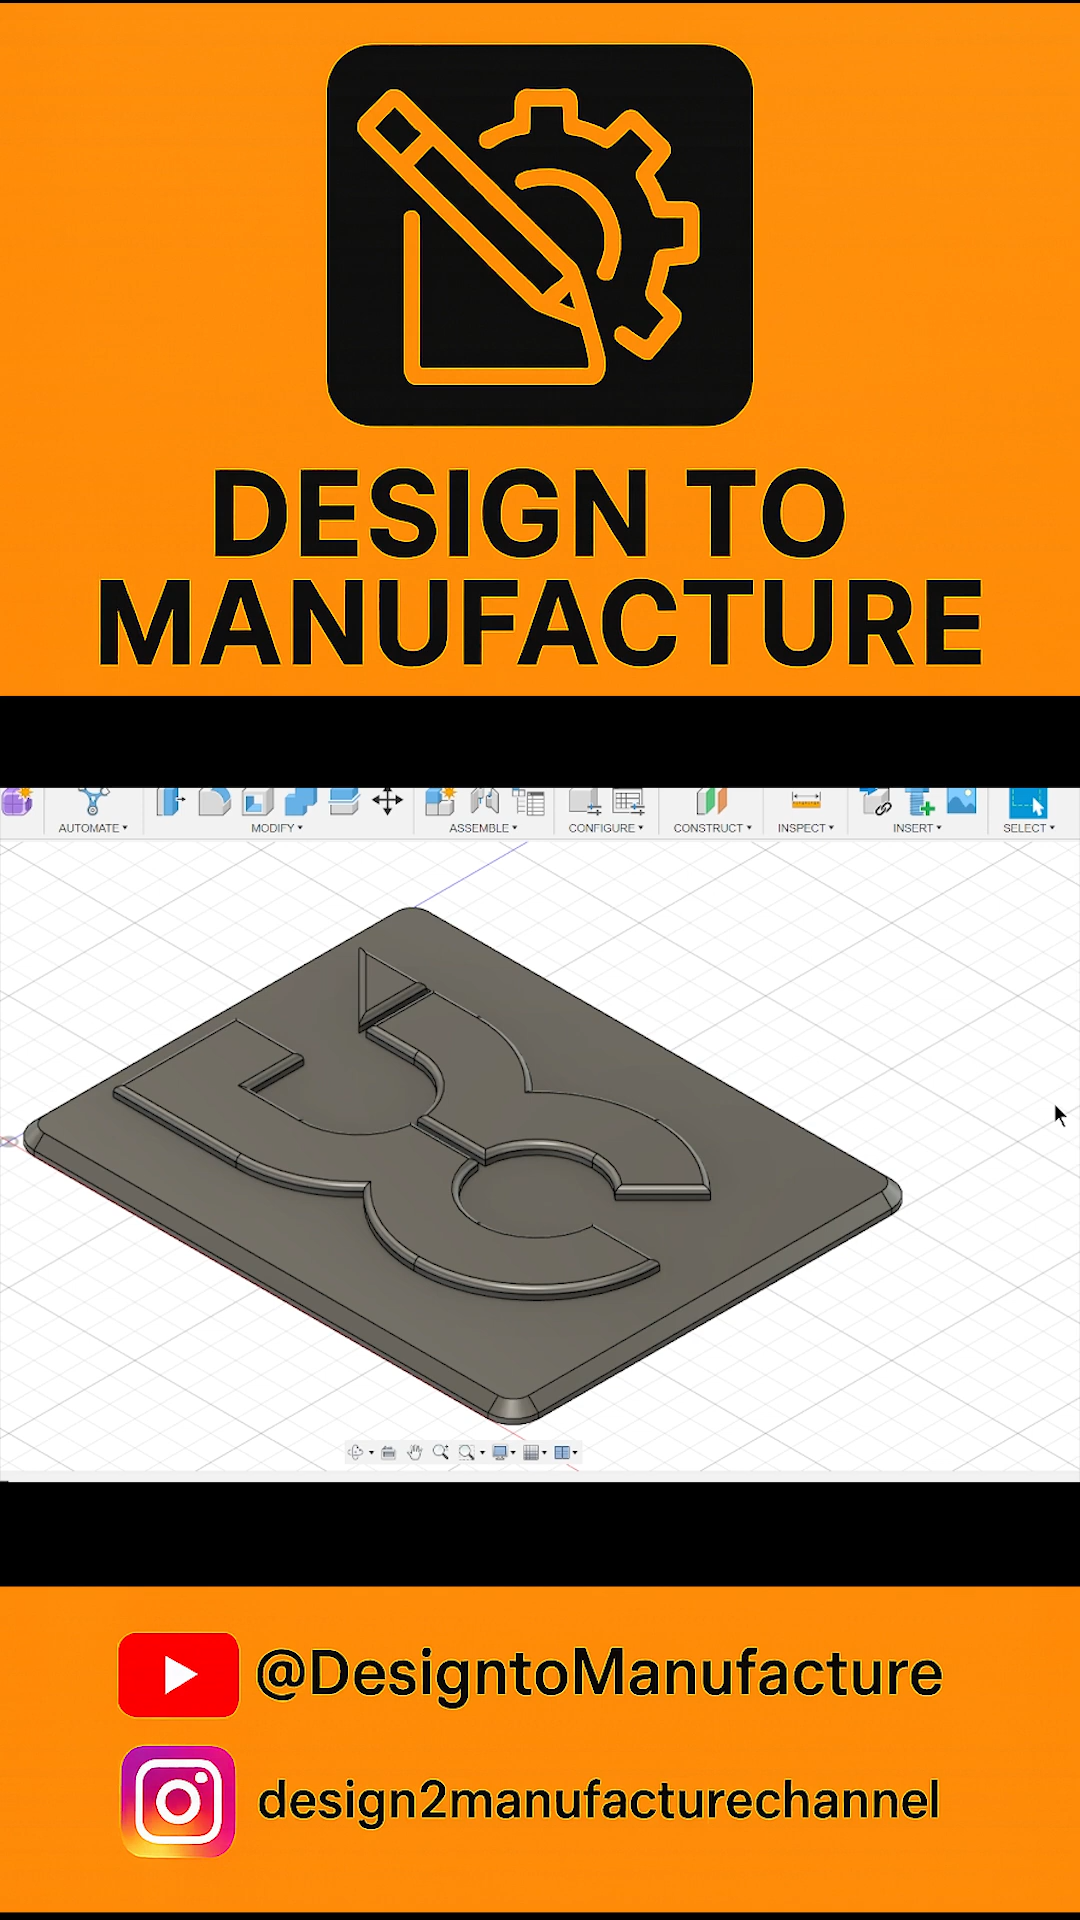 DESIGN TO
MANUFACTURE
AUTOMATE MODIFY ASSEMBLE CONFIGURE CONSTRUCT INSPECT INSERT SELECT
@DesigntoManufacture
design2manufacturechannel